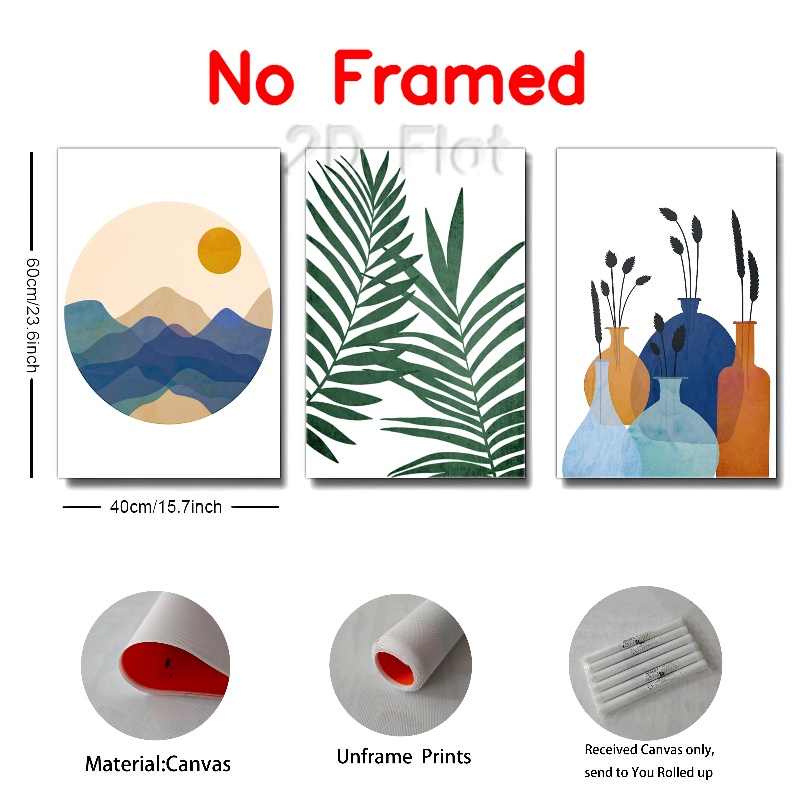 No Framed
2D Flat
60cm/23.6inch
40cm/15.7inch
Material:Canvas
Unframe Prints
Received Canvas only,
send to You Rolled up